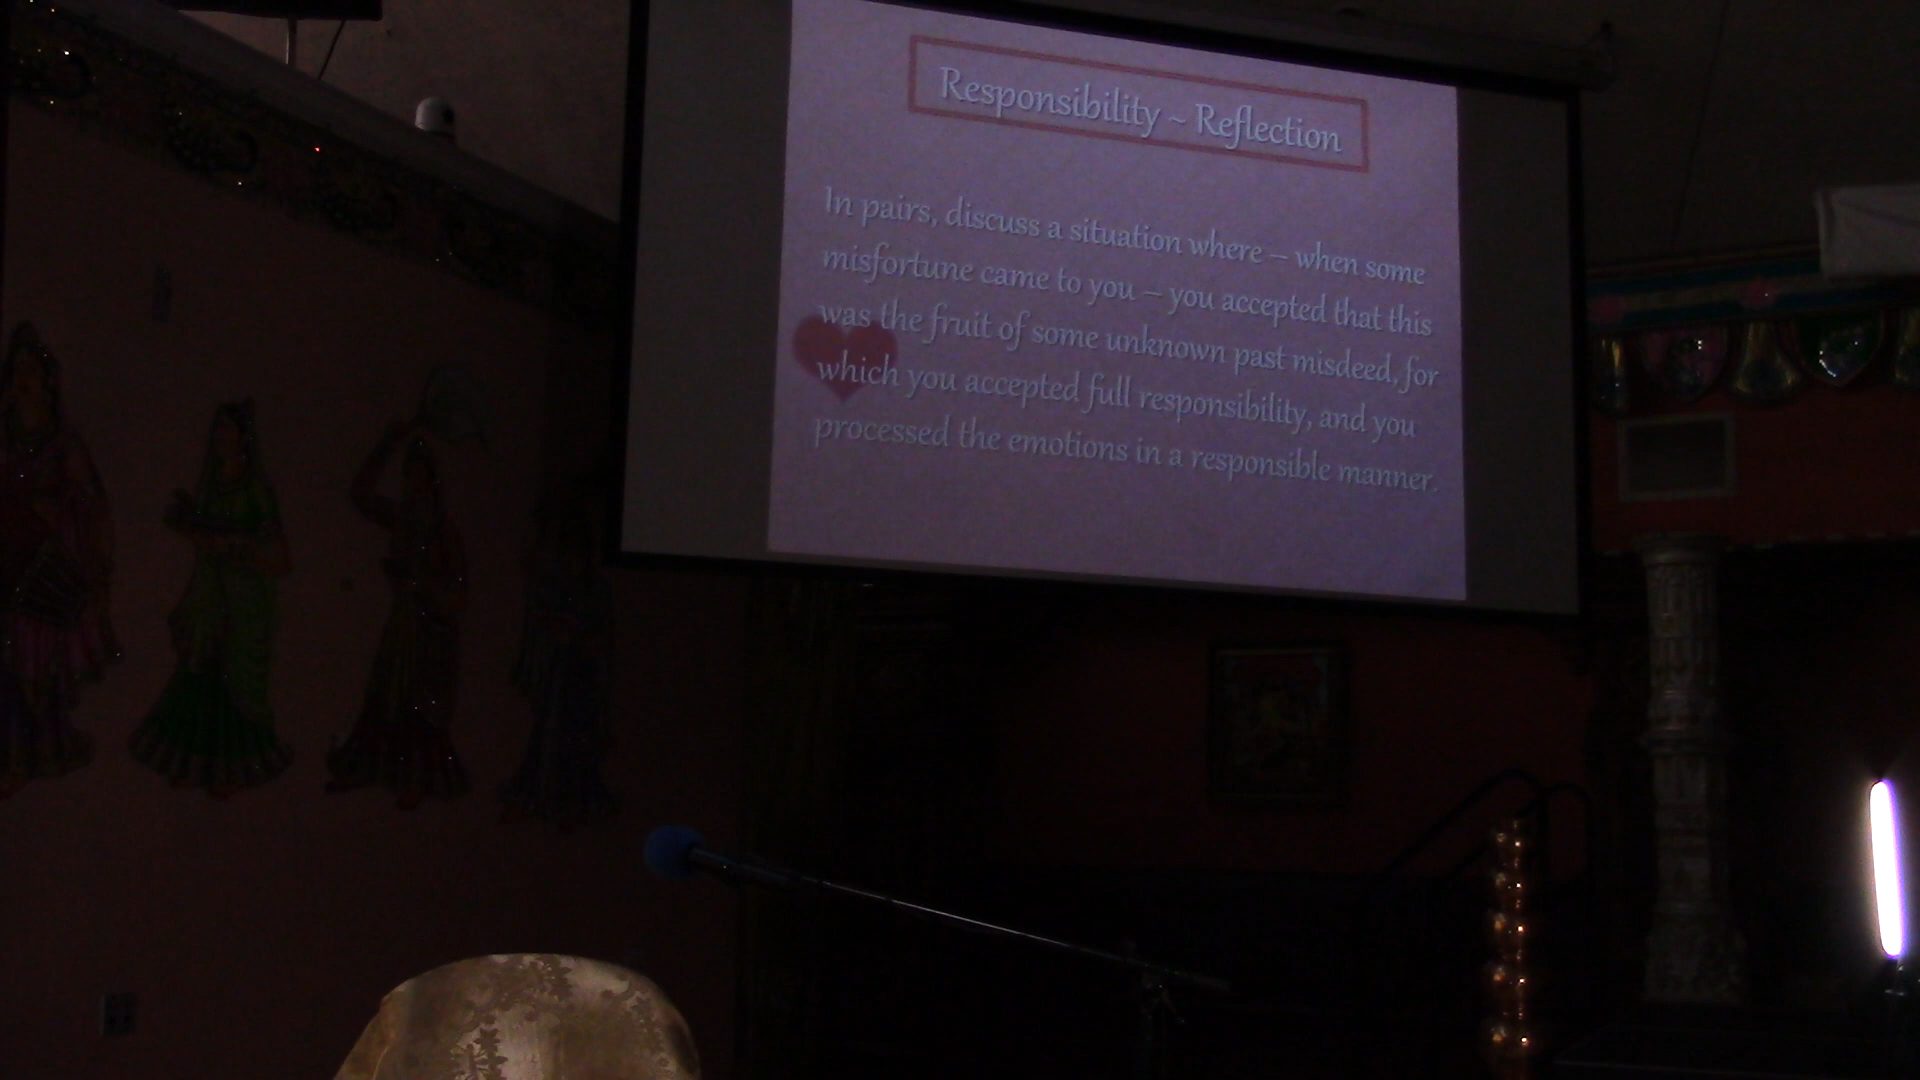 Responsibility ~ Reflection
In pairs, discuss a situation where – when some
misfortune came to you – you accepted that this
was the fruit of some unknown past misdeed, for
which you accepted full responsibility, and you
processed the emotions in a responsible manner.